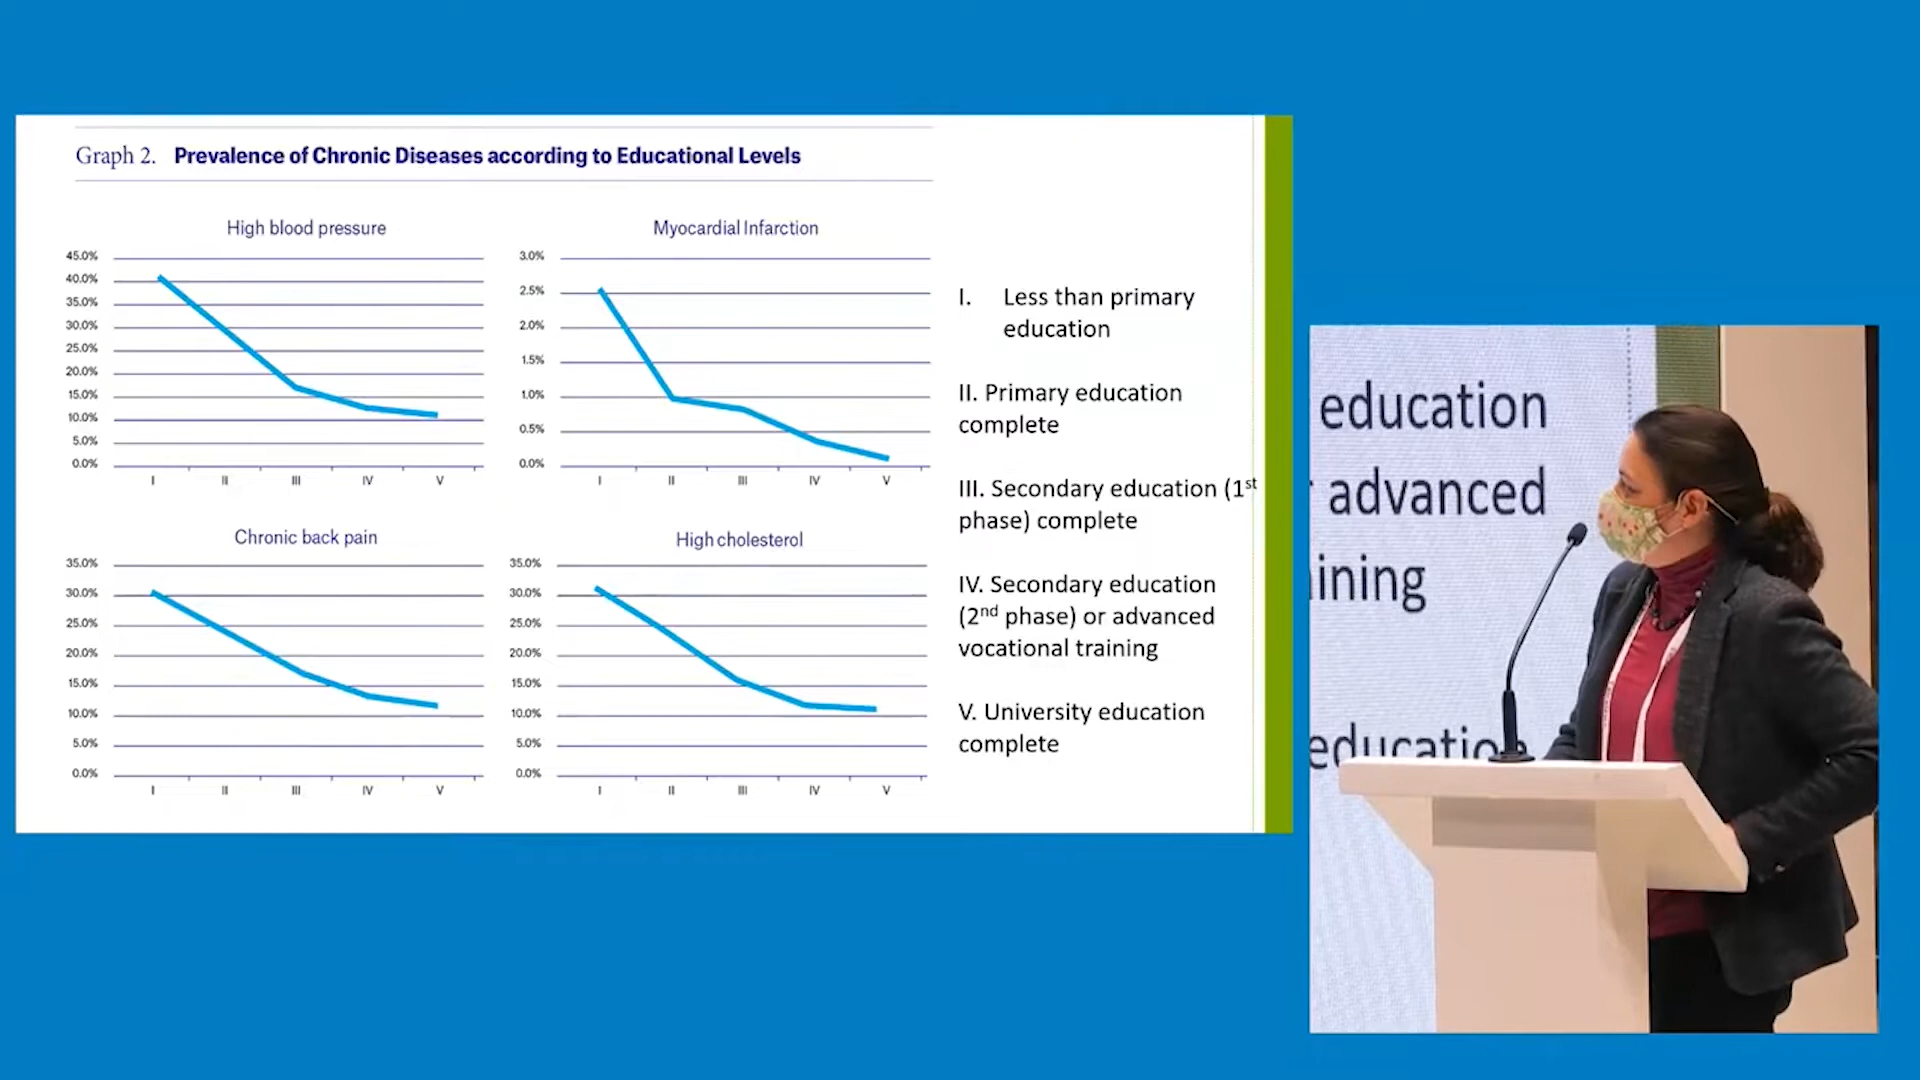 Graph 2. Prevalence of Chronic Diseases according to Educational Levels
High blood pressure
45.0%
40.0%
35.0%
30.0%
25.0%
20.0%
15.0%
10.0%
5.0%
0.0%
I II III IV V
Myocardial Infarction
3.0%
2.5%
2.0%
1.5%
1.0%
0.5%
0.0%
I II III IV V
Chronic back pain
35.0%
30.0%
25.0%
20.0%
15.0%
10.0%
5.0%
0.0%
I II III IV V
High cholesterol
35.0%
30.0%
25.0%
20.0%
15.0%
10.0%
5.0%
0.0%
I II III IV V
I. Less than primary
education
II. Primary education
complete
III. Secondary education (1st
phase) complete
IV. Secondary education
(2nd phase) or advanced
vocational training
V. University education
complete
education
advanced
ining
education